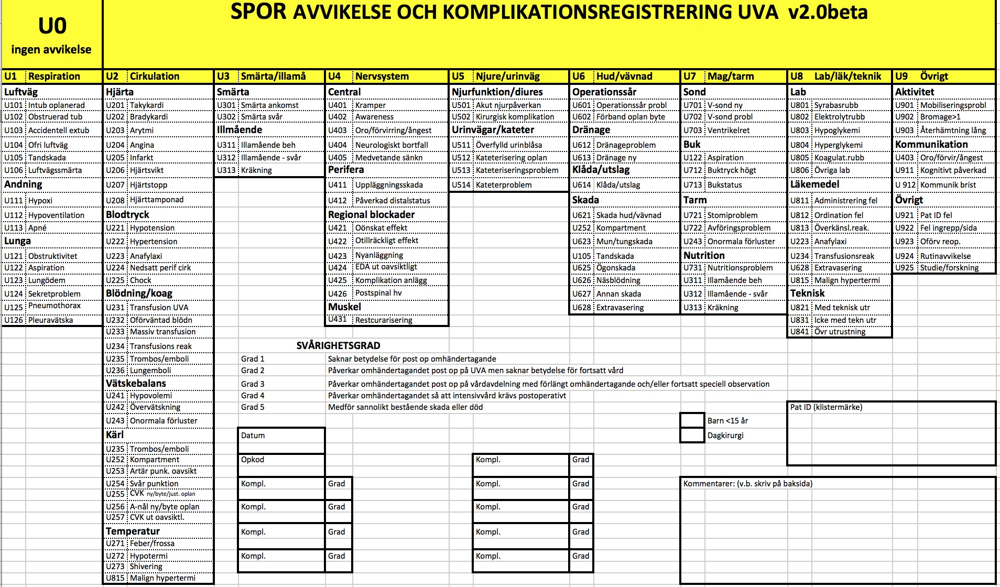 U0
ingen avvikelse
SPOR AVVIKELSE OCH KOMPLIKATIONSREGISTRERING UVA v2.0beta
U1 Respiration
Luftväg
U101 Intub oplanerad
U102 Obstruerad tub
U103 Accidentell extub
U104 Ofri luftväg
U105 Tandskada
U106 Luftvägssmärta
Andning
U111 Hypoxi
U112 Hypoventilation
U113 Apné
Lunga
U121 Obstruktivitet
U122 Aspiration
U123 Lungödem
U124 Sekretproblem
U125 Pneumothorax
U126 Pleuravätska
U2 Cirkulation
Hjärta
U201 Takykardi
U202 Bradykardi
U203 Arytmi
U204 Angina
U205 Infarkt
U206 Hjärtsvikt
U207 Hjärtstopp
U208 Hjärttamponad
Blodtryck
U221 Hypotension
U222 Hypertension
U223 Anafylaxi
U224 Nedsatt perif cirk
U225 Chock
Blödning/koag
U231 Transfusion UVA
U232 Oförväntad blödn
U233 Massiv transfusion
U234 Transfusions reak
U235 Trombos/emboli
U236 Lungemboli
Vätskebalans
U241 Hypovolemi
U242 Övervätskning
U243 Onormala förluster
Kärl
U235 Trombos/emboli
U252 Kompartment
U253 Artär punk. oavsikt
U254 Svår punktion
U255 CVK ny/byte/just. oplan
U256 A-nål ny/byte oplan
U257 CVK ut oavsiktl.
Temperatur
U271 Feber/frossa
U272 Hypotermi
U273 Shivering
U815 Malign hypertermi
U3 Smärta/illamå
Smärta
U301 Smärta ankomst
U302 Smärta svår
Illmående
U311 Illamående beh
U312 Illamående - svår
U313 Kräkning
U4 Nervsystem
Central
U401 Kramper
U402 Awareness
U403 Oro/förvirring/ångest
U404 Neurologiskt bortfall
U405 Medvetande sänkn
Perifera
U411 Uppläggningsskada
U412 Påverkad distalstatus
Regional blockader
U421 Oönskat effekt
U422 Otillräckligt effekt
U423 Nyanläggning
U424 EDA ut oavsiktligt
U425 Komplikation anlägg
U426 Postspinal hv
Muskel
U431 Restcurarisering
U5 Njure/urinväg
Njurfunktion/diures
U501 Akut njurpåverkan
U502 Kirurgisk komplikation
Urinvägar/kateter
U511 Överfylld urinblåsa
U512 Kateterisering oplan
U513 Kateteriseringsproblem
U514 Kateterproblem
U6 Hud/vävnad
Operationssår
U601 Operationssår probl
U602 Förband oplan byte
Dränage
U612 Dränageproblem
U613 Dränage ny
Klåda/utslag
U614 Klåda/utslag
Skada
U621 Skada hud/vävnad
U252 Kompartment
U623 Mun/tungskada
U105 Tandskada
U625 Ögonskada
U626 Näsblödning
U627 Annan skada
U628 Extravasering
U7 Mag/tarm
Sond
U701 V-sond ny
U702 V-sond probl
U703 Ventrikelret
Buk
U122 Aspiration
U712 Buktryck högt
U713 Bukstatus
Tarm
U721 Stomiproblem
U722 Avföringsproblem
U243 Onormala förluster
Nutrition
U731 Nutritionsproblem
U311 Illamående beh
U312 Illamående - svår
U313 Kräkning
U8 Lab/läk/teknik
Lab
U801 Syrabasrubb
U802 Elektrolytrubb
U803 Hypoglykemi
U804 Hyperglykemi
U805 Koagulat.rubb
U806 Övriga lab
Läkemedel
U811 Administrering fel
U812 Ordination fel
U813 Överkänsl.reak.
U223 Anafylaxi
U234 Transfusionsreak
U628 Extravasering
U815 Malign hypertermi
Teknisk
U821 Med teknisk utr
U831 Icke med tekn utr
U841 Övr utrustning
U9 Övrigt
Aktivitet
U901 Mobiliseringsprobl
U902 Bromage>1
U903 Återhämtning lång
Kommunikation
U403 Oro/förvir/ångest
U911 Kognitivt påverkad
U 912 Kommunik brist
Övrigt
U921 Pat ID fel
U922 Fel ingrepp/sida
U923 Oförv reop.
U924 Rutinavvikelse
U925 Studie/forskning
SVÅRIGHETSGRAD
Grad 1 Saknar betydelse för post op omhändertagande
Grad 2 Påverkar omhändertagandet post op på UVA men saknar betydelse för fortsatt vård
Grad 3 Påverkar omhändertagandet post op på vårdavdelning med förlängt omhändertagande och/eller fortsatt speciell observation
Grad 4 Påverkar omhändertagandet så att intensivvård krävs postoperativt
Grad 5 Medför sannolikt bestående skada eller död
Pat ID (klistermärke)
Barn <15 år
Dagkirurgi
Datum
Opkod
Kompl. Grad
Kompl. Grad
Kompl. Grad
Kompl. Grad
Kompl. Grad
Kompl. Grad
Kompl. Grad
Kompl. Grad
Kompl. Grad
Kommentarer: (v.b. skriv på baksida)